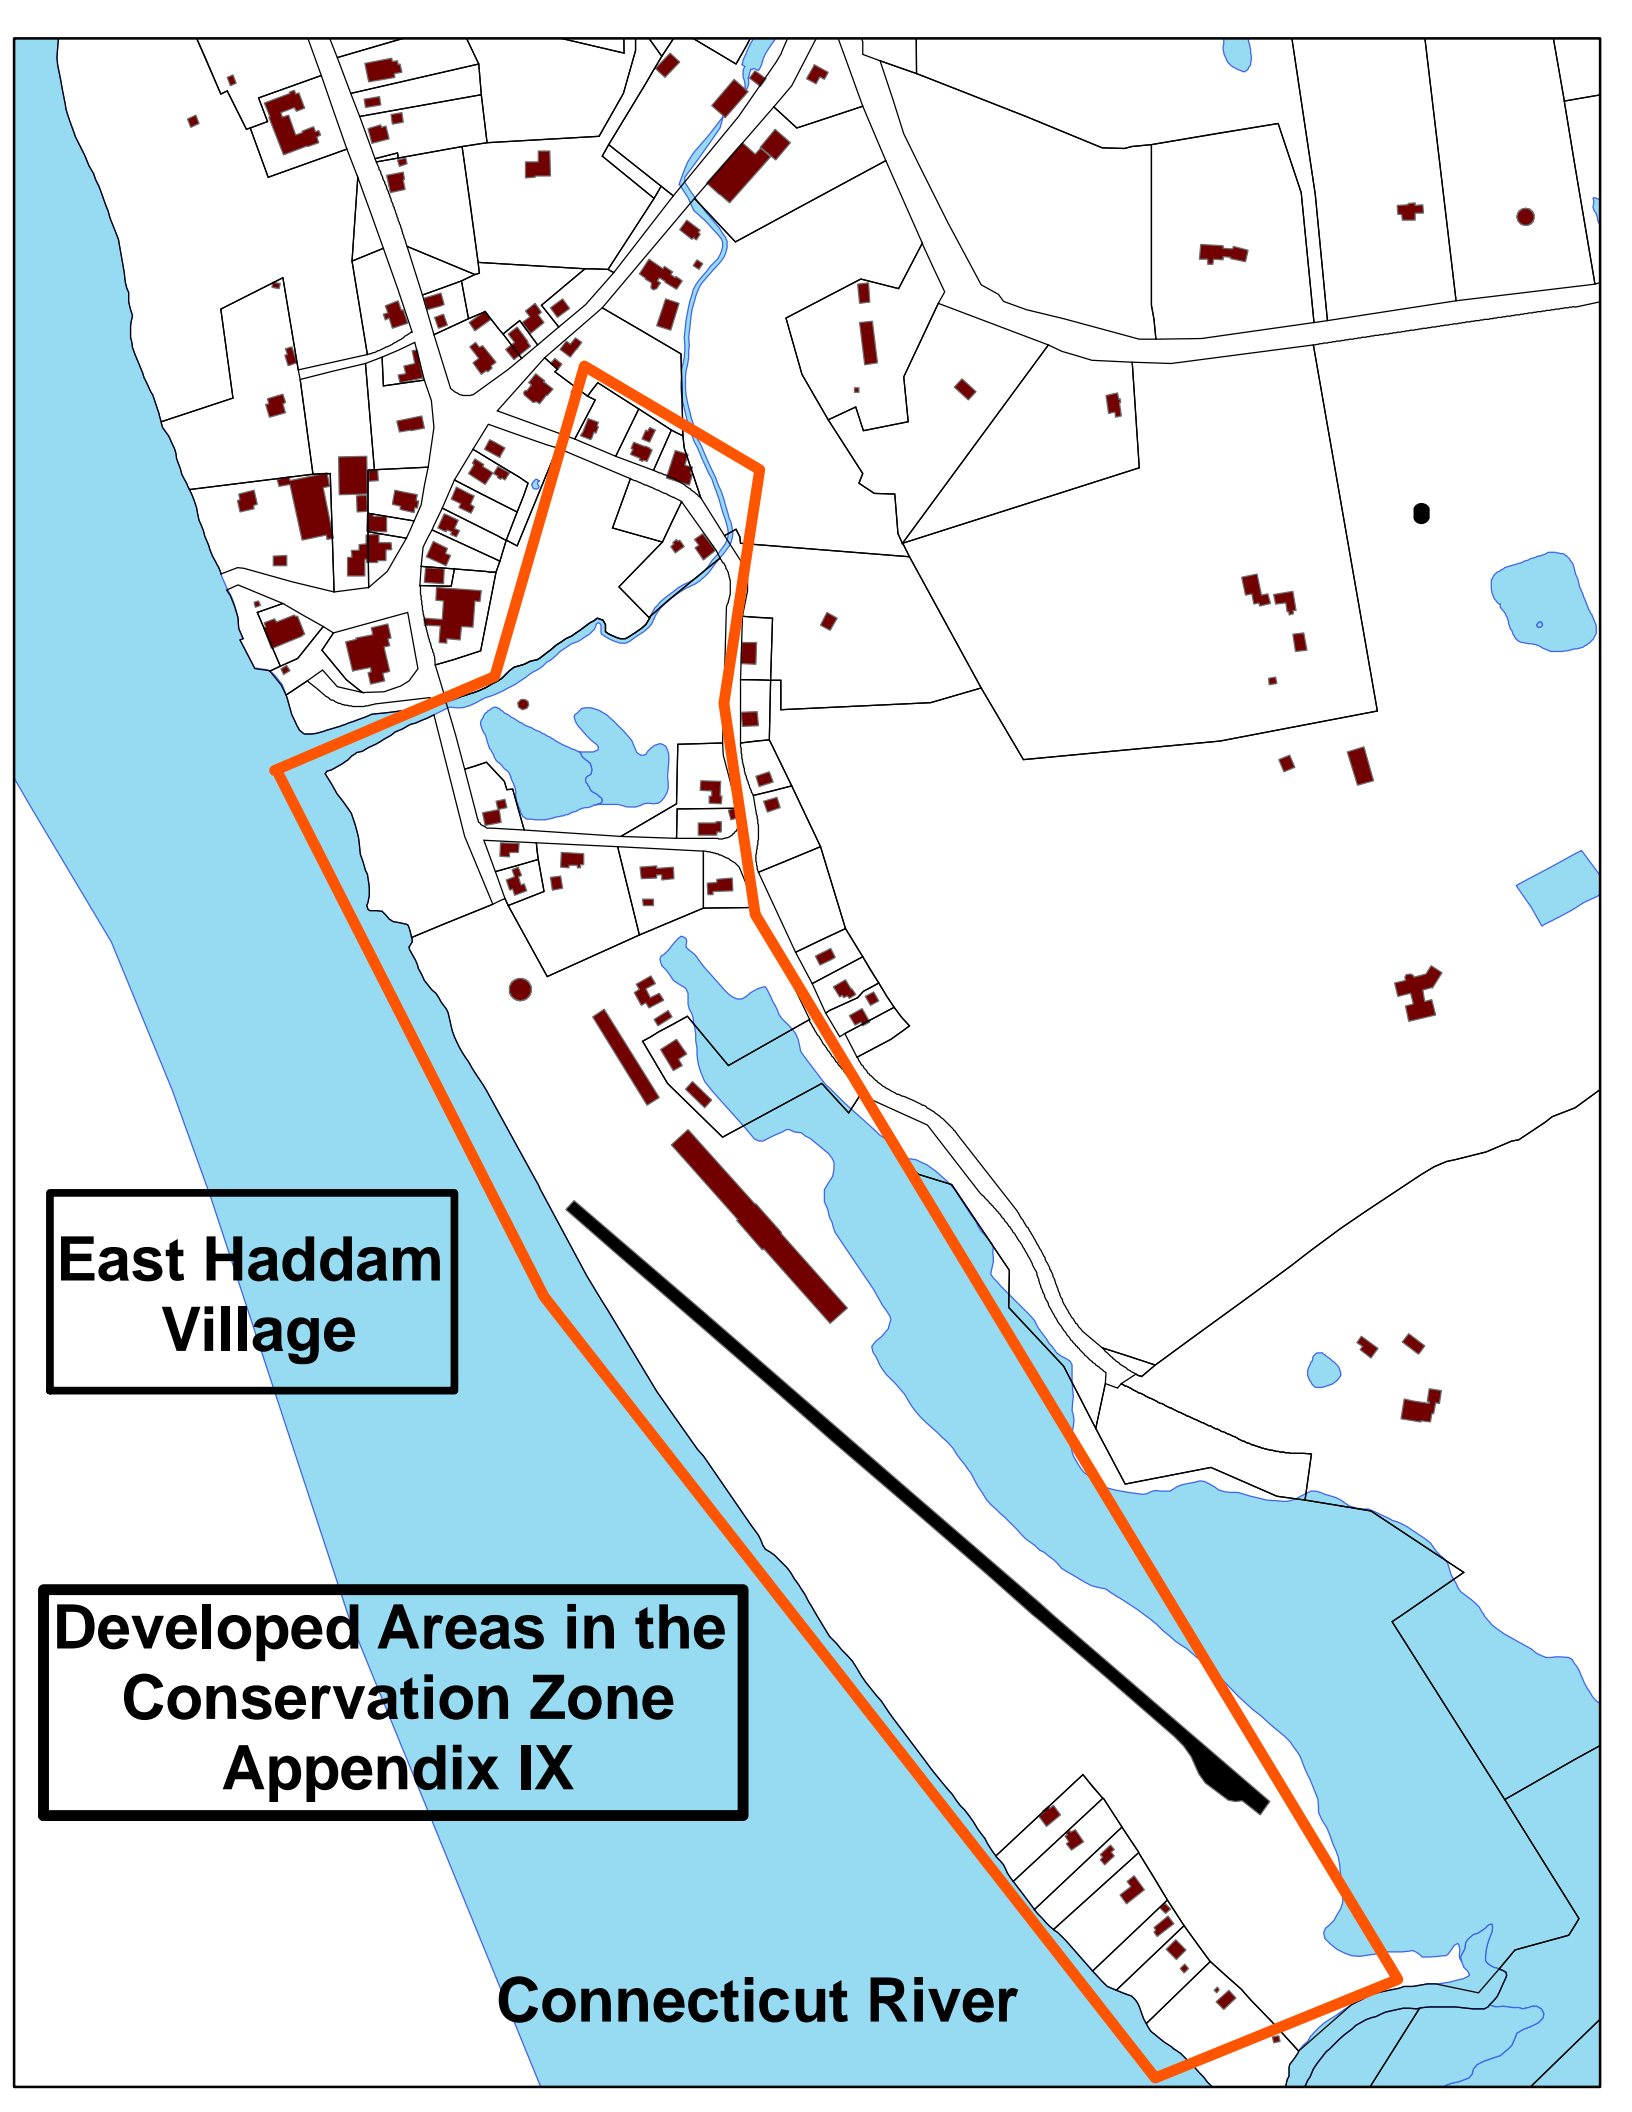 East Haddam
Village
Developed Areas in the
Conservation Zone
Appendix IX
Connecticut River